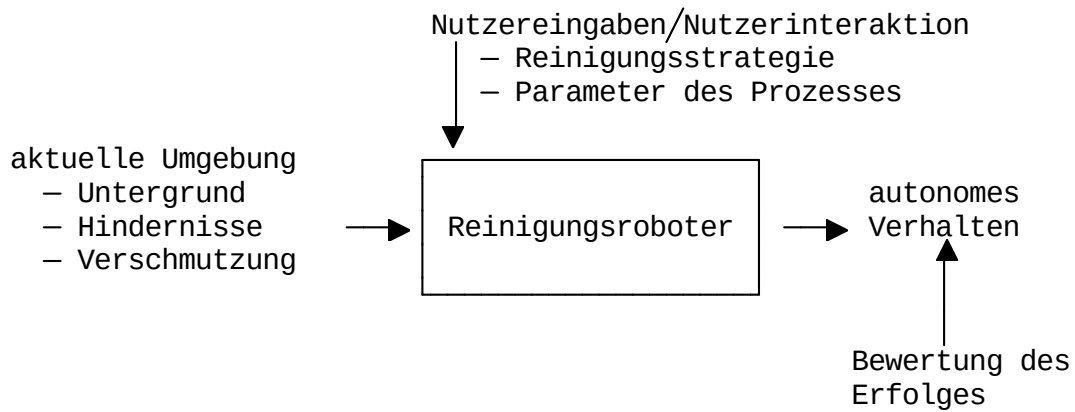 Nutzereingaben/Nutzerinteraktion
– Reinigungsstrategie
– Parameter des Prozesses
aktuelle Umgebung
– Untergrund
– Hindernisse
– Verschmutzung
Reinigungsroboter
autonomes
Verhalten
Bewertung des
Erfolges